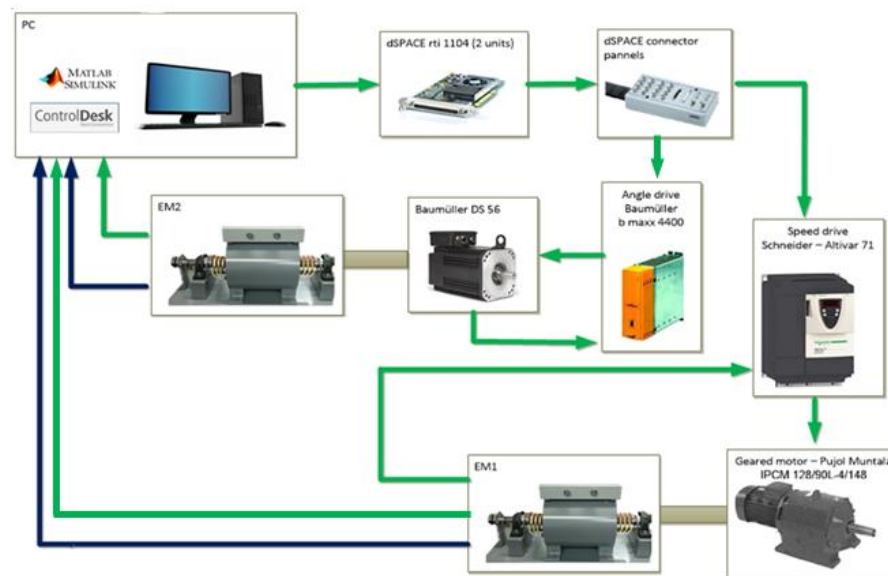 PC
MATLAB
SIMULINK
ControlDesk
dSPACE rti 1104 (2 units)
dSPACE connector
pannels
EM2
Baumüller DS 56
Angle drive
Baumüller
b maxx 4400
Speed drive
Schneider – Altivar 71
EM1
Geared motor – Pujol Muntala
IPCM 128/90L-4/148